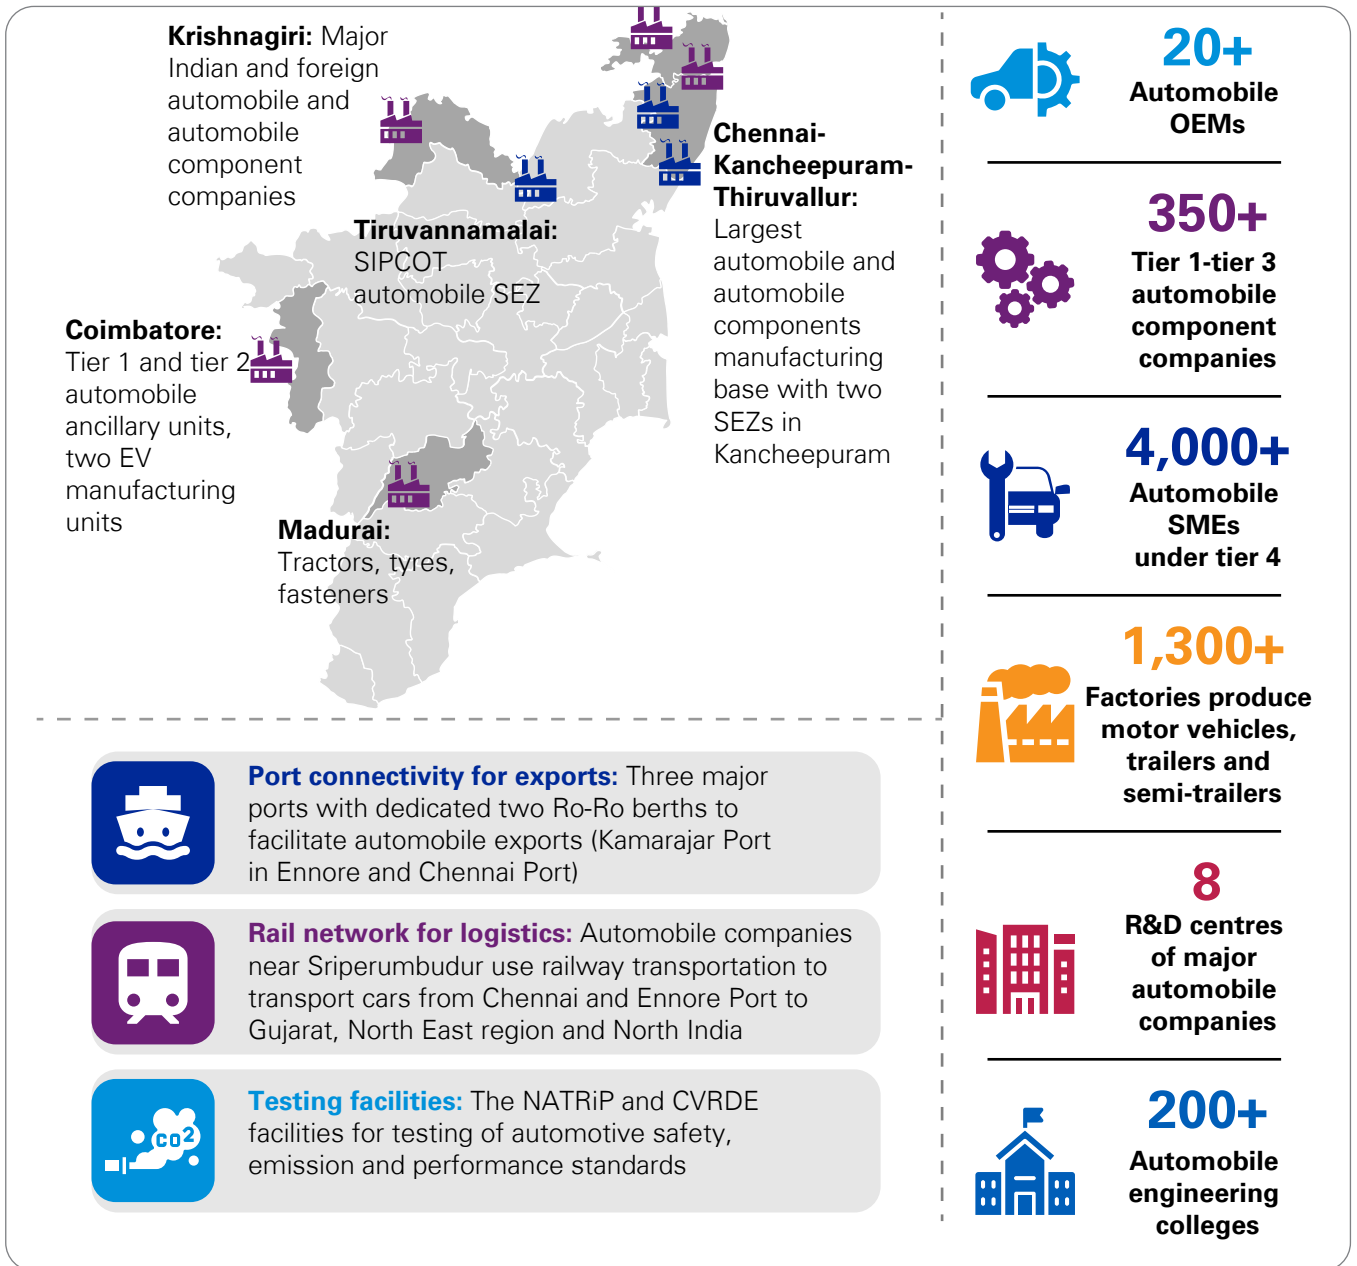 Krishnagiri: Major
Indian and foreign
automobile and
automobile
component
companies
Tiruvannamalai:
SIPCOT
automobile SEZ
Chennai-
Kancheepuram-
Thiruvallur:
Largest
automobile and
automobile
components
manufacturing
base with two
SEZs in
Kancheepuram
Coimbatore:
Tier 1 and tier 2
automobile
ancillary units,
two EV
manufacturing
units
Madurai:
Tractors, tyres,
fasteners
Port connectivity for exports: Three major
ports with dedicated two Ro-Ro berths to
facilitate automobile exports (Kamarajar Port
in Ennore and Chennai Port)
Rail network for logistics: Automobile companies
near Sriperumbudur use railway transportation to
transport cars from Chennai and Ennore Port to
Gujarat, North East region and North India
CO2
Testing facilities: The NATRiP and CVRDE
facilities for testing of automotive safety,
emission and performance standards
20+
Automobile
OEMs
350+
Tier 1-tier 3
automobile
component
companies
4,000+
Automobile
SMEs
under tier 4
1,300+
Factories produce
motor vehicles,
trailers and
semi-trailers
8
R&D centres
of major
automobile
companies
200+
Automobile
engineering
colleges